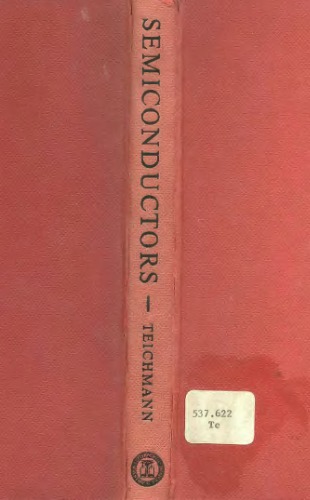 SEMICONDUCTORS — TEICHMANN
537.622
Te